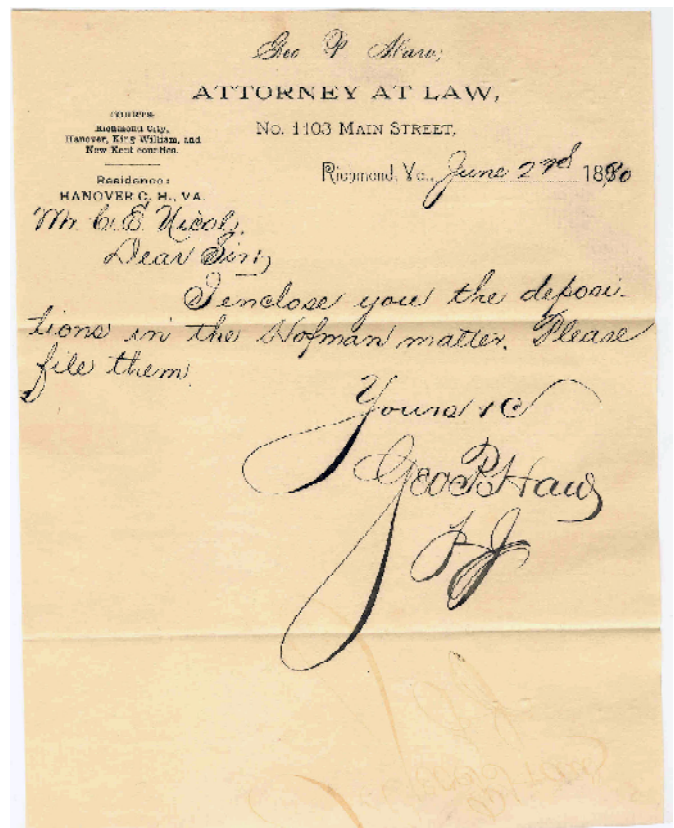 Geo P Haw,
ATTORNEY AT LAW,
No. 1103 MAIN STREET,
COURTS
Richmond City,
Hanover, King William, and
New Kent counties.
Residence:
HANOVER C. H., VA.
Richmond, Va., June 2nd 1890
Mr. C. E. Nicol,
Dear Sir,
I enclose you the deposi-
tions in the Hofman matter. Please
file them.
Yours &C
Geo P. Haw